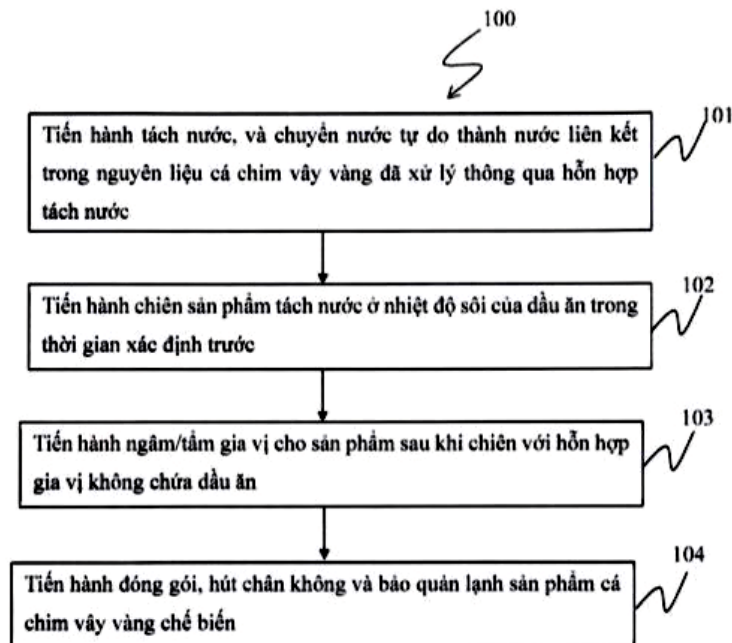 100
101
Tiến hành tách nước, và chuyển nước tự do thành nước liên kết
trong nguyên liệu cá chim vây vàng đã xử lý thông qua hỗn hợp
tách nước
102
Tiến hành chiên sản phẩm tách nước ở nhiệt độ sôi của dầu ăn trong
thời gian xác định trước
103
Tiến hành ngâm/tẩm gia vị cho sản phẩm sau khi chiên với hỗn hợp
gia vị không chứa dầu ăn
104
Tiến hành đóng gói, hút chân không và bảo quản lạnh sản phẩm cá
chim vây vàng chế biến